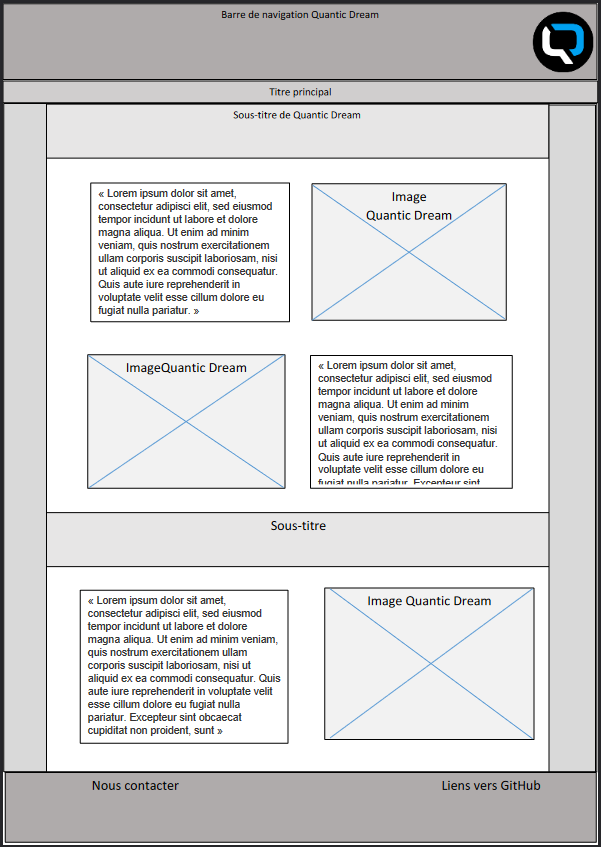 Barre de navigation Quantic Dream
Titre principal
Sous-titre de Quantic Dream
« Lorem ipsum dolor sit amet,
consectetur adipisci elit, sed eiusmod
tempor incidunt ut labore et dolore
magna aliqua. Ut enim ad minim
veniam, quis nostrum exercitationem
ullam corporis suscipit laboriosam, nisi
ut aliquid ex ea commodi consequatur.
Quis aute iure reprehenderit in
voluptate velit esse cillum dolore eu
fugiat nulla pariatur. »
Image
Quantic Dream
ImageQuantic Dream
« Lorem ipsum dolor sit amet,
consectetur adipisci elit, sed eiusmod
tempor incidunt ut labore et dolore
magna aliqua. Ut enim ad minim
veniam, quis nostrum exercitationem
ullam corporis suscipit laboriosam, nisi
ut aliquid ex ea commodi consequatur.
Quis aute iure reprehenderit in
voluptate velit esse cillum dolore eu
fugiat nulla pariatur. Excepteur sint
Sous-titre
« Lorem ipsum dolor sit amet,
consectetur adipisci elit, sed eiusmod
tempor incidunt ut labore et dolore
magna aliqua. Ut enim ad minim veniam,
quis nostrum exercitationem ullam
corporis suscipit laboriosam, nisi ut
aliquid ex ea commodi consequatur. Quis
aute iure reprehenderit in voluptate velit
esse cillum dolore eu fugiat nulla
pariatur. Excepteur sint obcaecat
cupiditat non proident, sunt »
Image Quantic Dream
Nous contacter
Liens vers GitHub